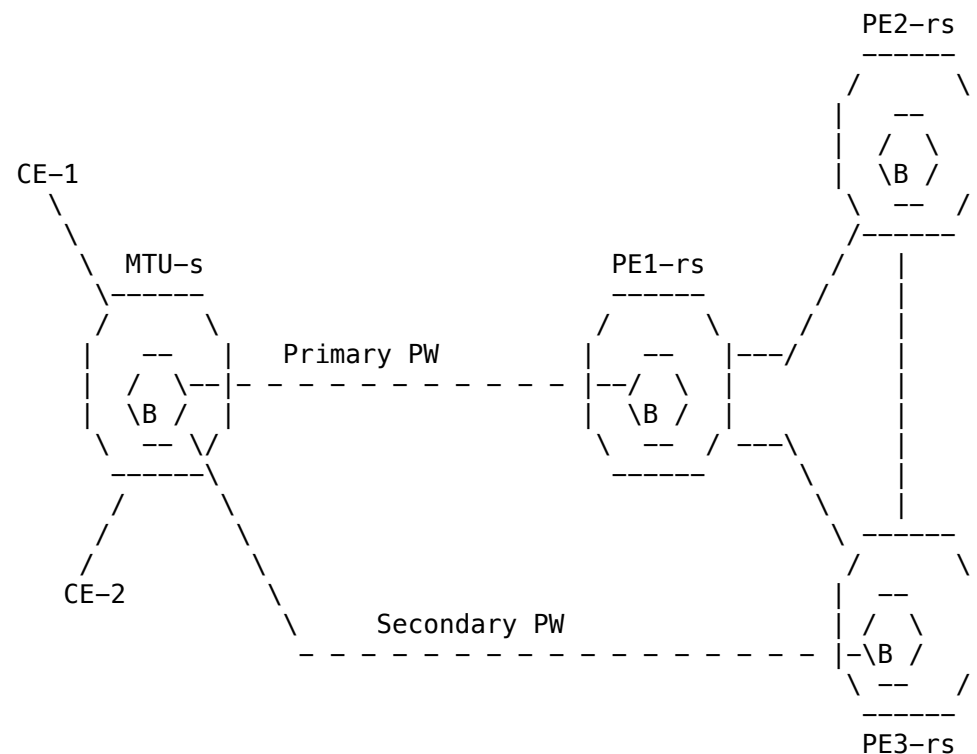 PE2-rs
B
CE-1
MTU-s
PE1-rs
Primary PW
B
B
CE-2
Secondary PW
B
PE3-rs